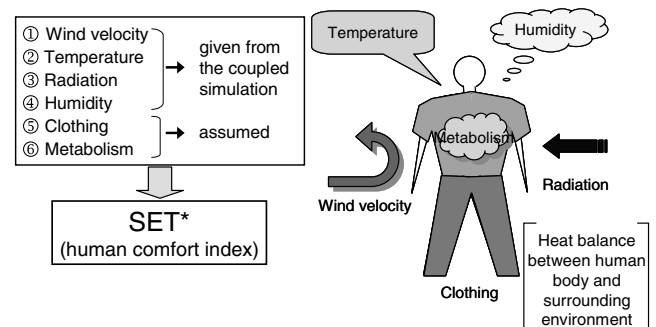 ① Wind velocity
② Temperature
③ Radiation
④ Humidity
⑤ Clothing
⑥ Metabolism
given from
the coupled
simulation
assumed
SET*
(human comfort index)
Temperature
Humidity
Metabolism
Wind velocity
Radiation
Clothing
Heat balance
between human
body and
surrounding
environment